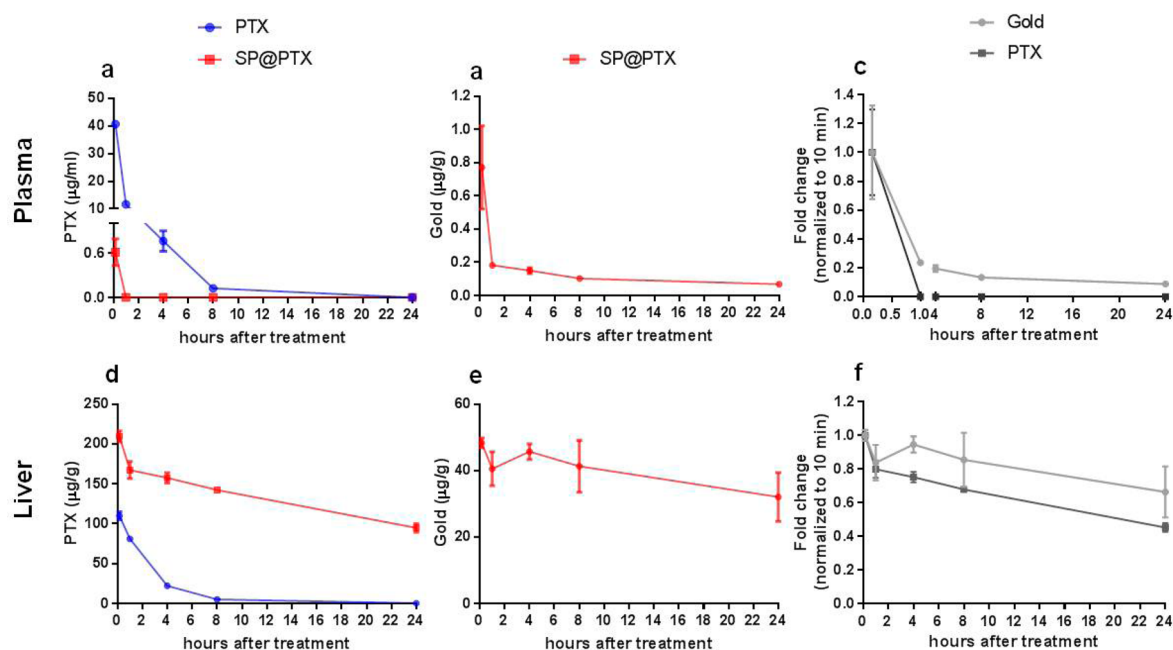 PTX
SP@PTX
SP@PTX
Gold
PTX
Plasma
a
PTX (µg/ml)
50
40
30
20
10
0.6
0.0
0 2 4 6 8 10 12 14 16 18 20 22 24
hours after treatment
a
Gold (µg/g)
1.2
1.0
0.8
0.6
0.4
0.2
0.0
0 2 4 6 8 10 12 14 16 18 20 22 24
hours after treatment
c
Fold change
(normalized to 10 min)
1.4
1.2
1.0
0.8
0.6
0.4
0.2
0.0
0.0 0.5 1.0 4 8 12 16 20 24
hours after treatment
Liver
d
PTX (µg/g)
250
200
150
100
50
0
0 2 4 6 8 10 12 14 16 18 20 22 24
hours after treatment
e
Gold (µg/g)
60
40
20
0
0 2 4 6 8 10 12 14 16 18 20 22 24
hours after treatment
f
Fold change
(normalized to 10 min)
1.2
1.0
0.8
0.6
0.4
0.2
0.0
0 2 4 6 8 10 12 14 16 18 20 22 24
hours after treatment